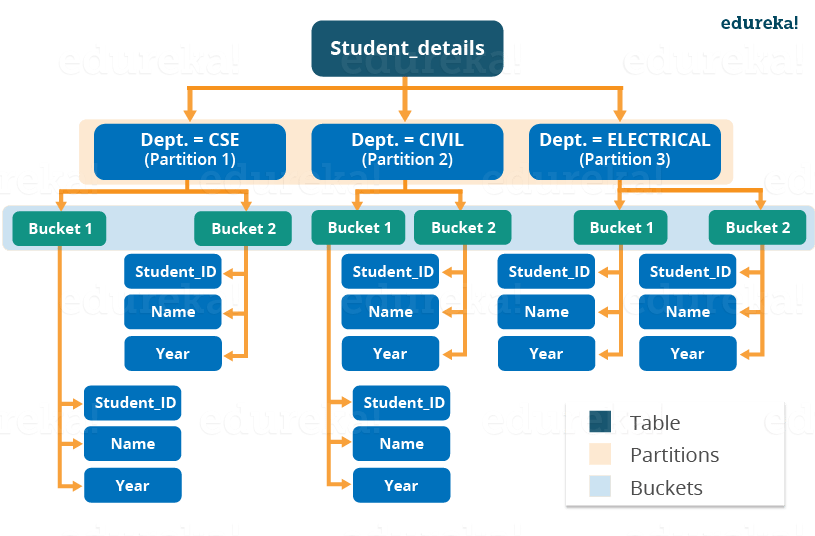 edureka!
Student_details
Dept. = CSE
(Partition 1)
Dept. = CIVIL
(Partition 2)
Dept. = ELECTRICAL
(Partition 3)
Bucket 1
Bucket 2
Bucket 1
Bucket 2
Bucket 1
Bucket 2
Student_ID
Student_ID
Student_ID
Student_ID
Name
Name
Name
Name
Year
Year
Year
Year
Student_ID
Student_ID
Name
Name
Year
Year
Table
Partitions
Buckets